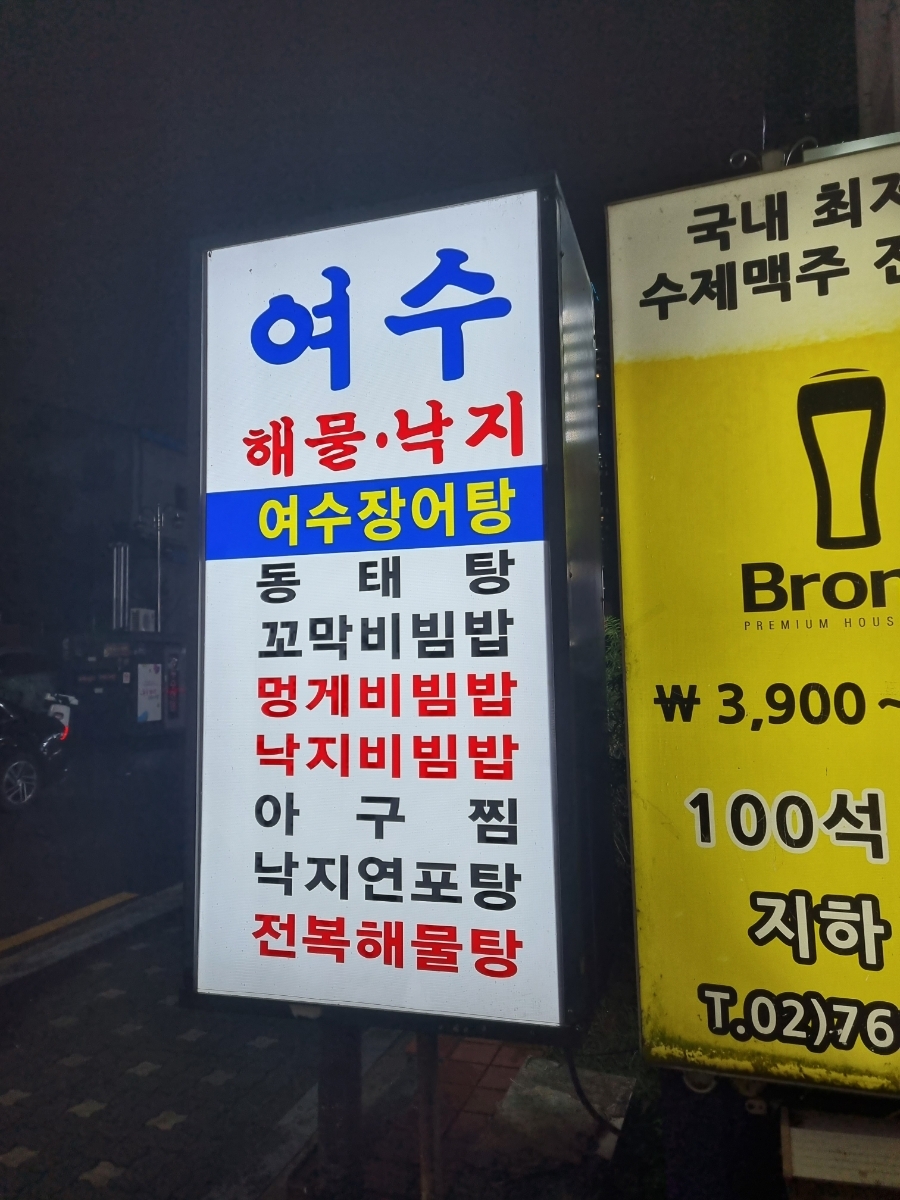 여수
해물·낙지
여수장어탕
동태탕
꼬막비빔밥
멍게비빔밥
낙지비빔밥
아구찜
낙지연포탕
전복해물탕
국내 최저
수제맥주 전
Bron
PREMIUM HOUS
₩ 3,900 ~
100석
지하
T.02)76